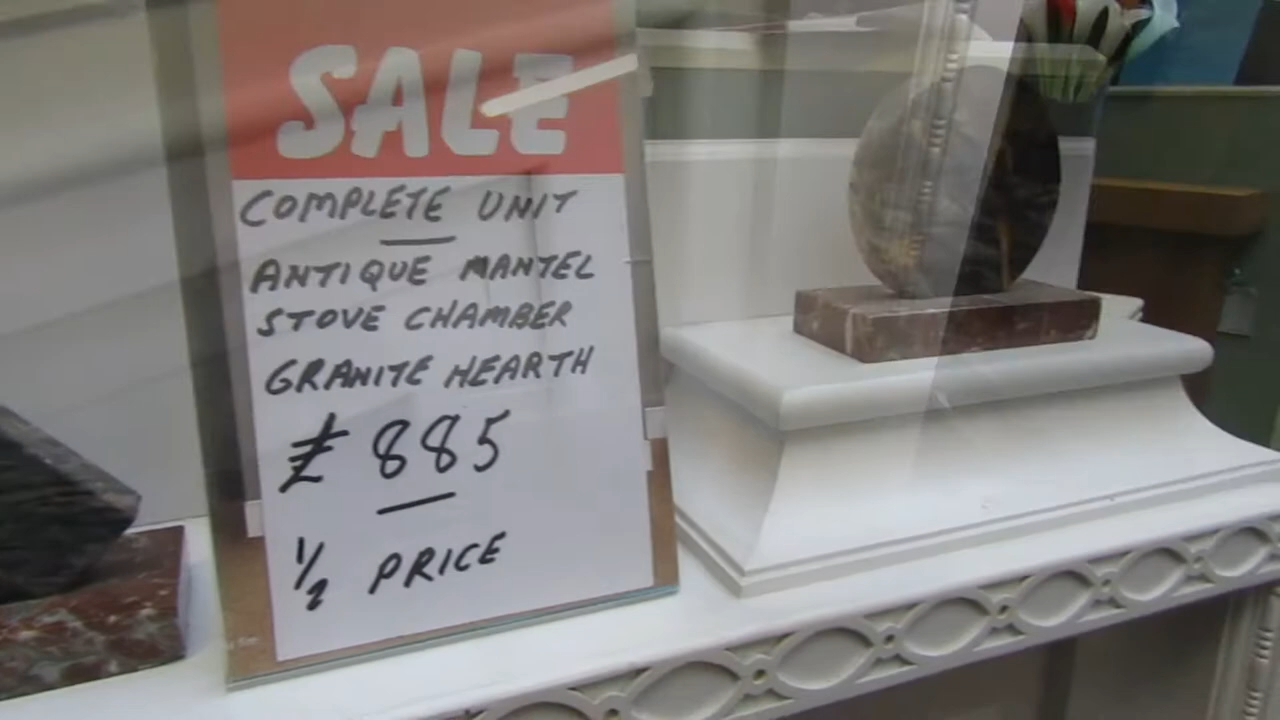 SALE
COMPLETE UNIT
ANTIQUE MANTEL
STOVE CHAMBER
GRANITE HEARTH
£885
1/2 PRICE